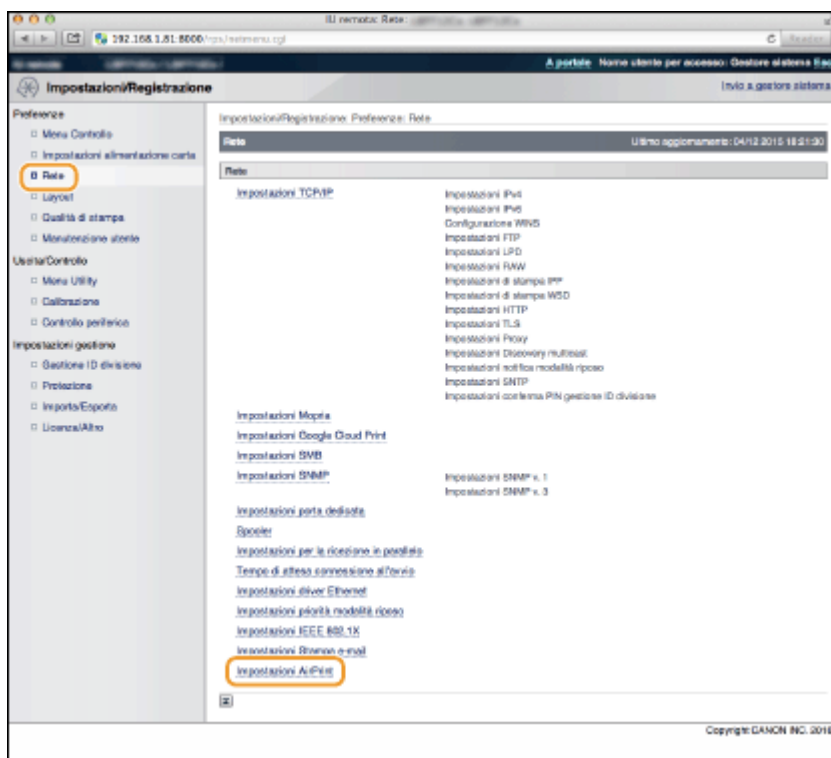 IU remota: Rete:
192.168.1.81:8000/rps/netmenu.cgi
Reader
A portale Nome utente per accesso: Gestore sistema
Impostazioni/Registrazione
Invio a gestore sistema
Preferenze
Menu Controllo
Impostazioni alimentazione carta
Rete
Layout
Qualità di stampa
Manutenzione utente
Uscita/Controllo
Menu Utility
Calibrazione
Controllo periferica
Impostazioni gestione
Gestione ID divisione
Protezione
Importa/Esporta
Licenza/Altro
Impostazioni/Registrazione: Preferenze: Rete
Rete
Ultimo aggiornamento: 04/12 2015 18:21:30
Rete
Impostazioni TCP/IP
Impostazioni IPv4
Impostazioni IPv6
Configurazione WINS
Impostazioni FTP
Impostazioni LPD
Impostazioni RAW
Impostazioni di stampa IPP
Impostazioni di stampa WSD
Impostazioni HTTP
Impostazioni TLS
Impostazioni Proxy
Impostazioni Discovery multicast
Impostazioni notifica modalità riposo
Impostazioni SNTP
Impostazioni conferma PIN gestione ID divisione
Impostazioni Mopria
Impostazioni Google Cloud Print
Impostazioni SMB
Impostazioni SNMP
Impostazioni SNMP v. 1
Impostazioni SNMP v. 3
Impostazioni porta dedicata
Spooler
Impostazioni per la ricezione in parallelo
Tempo di attesa connessione all'avvio
Impostazioni driver Ethernet
Impostazioni priorità modalità riposo
Impostazioni IEEE 802.1X
Impostazioni Stampa e-mail
Impostazioni AirPrint
Copyright CANON INC. 2016